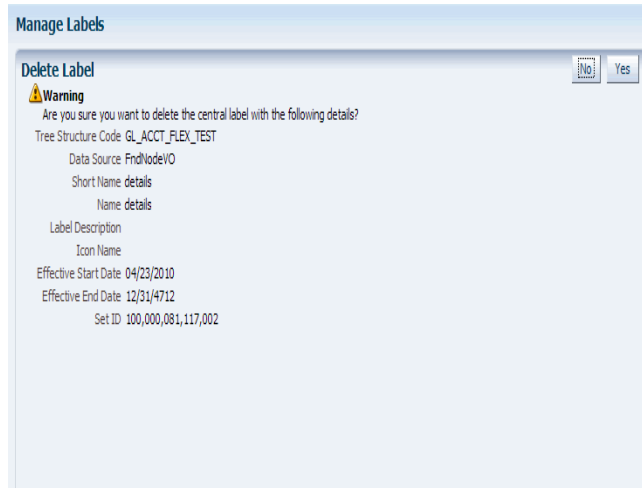 Manage Labels
Delete Label
No Yes
Warning
Are you sure you want to delete the central label with the following details?
Tree Structure Code GL_ACCT_FLEX_TEST
Data Source FndNodeVO
Short Name details
Name details
Label Description
Icon Name
Effective Start Date 04/23/2010
Effective End Date 12/31/4712
Set ID 100,000,081,117,002